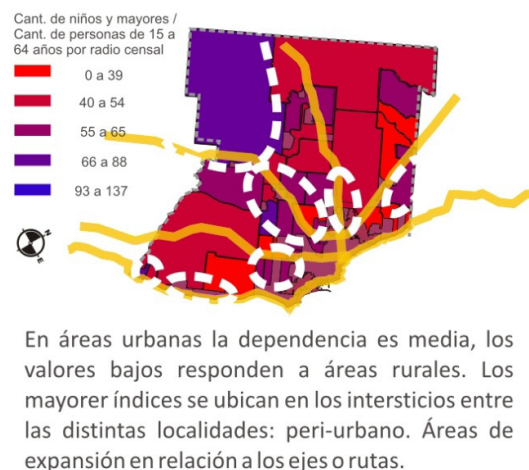 Cant. de niños y mayores /
Cant. de personas de 15 a
64 años por radio censal
0 a 39
40 a 54
55 a 65
66 a 88
93 a 137
N
E
En áreas urbanas la dependencia es media, los
valores bajos responden a áreas rurales. Los
mayorer índices se ubican en los intersticios entre
las distintas localidades: peri-urbano. Áreas de
expansión en relación a los ejes o rutas.